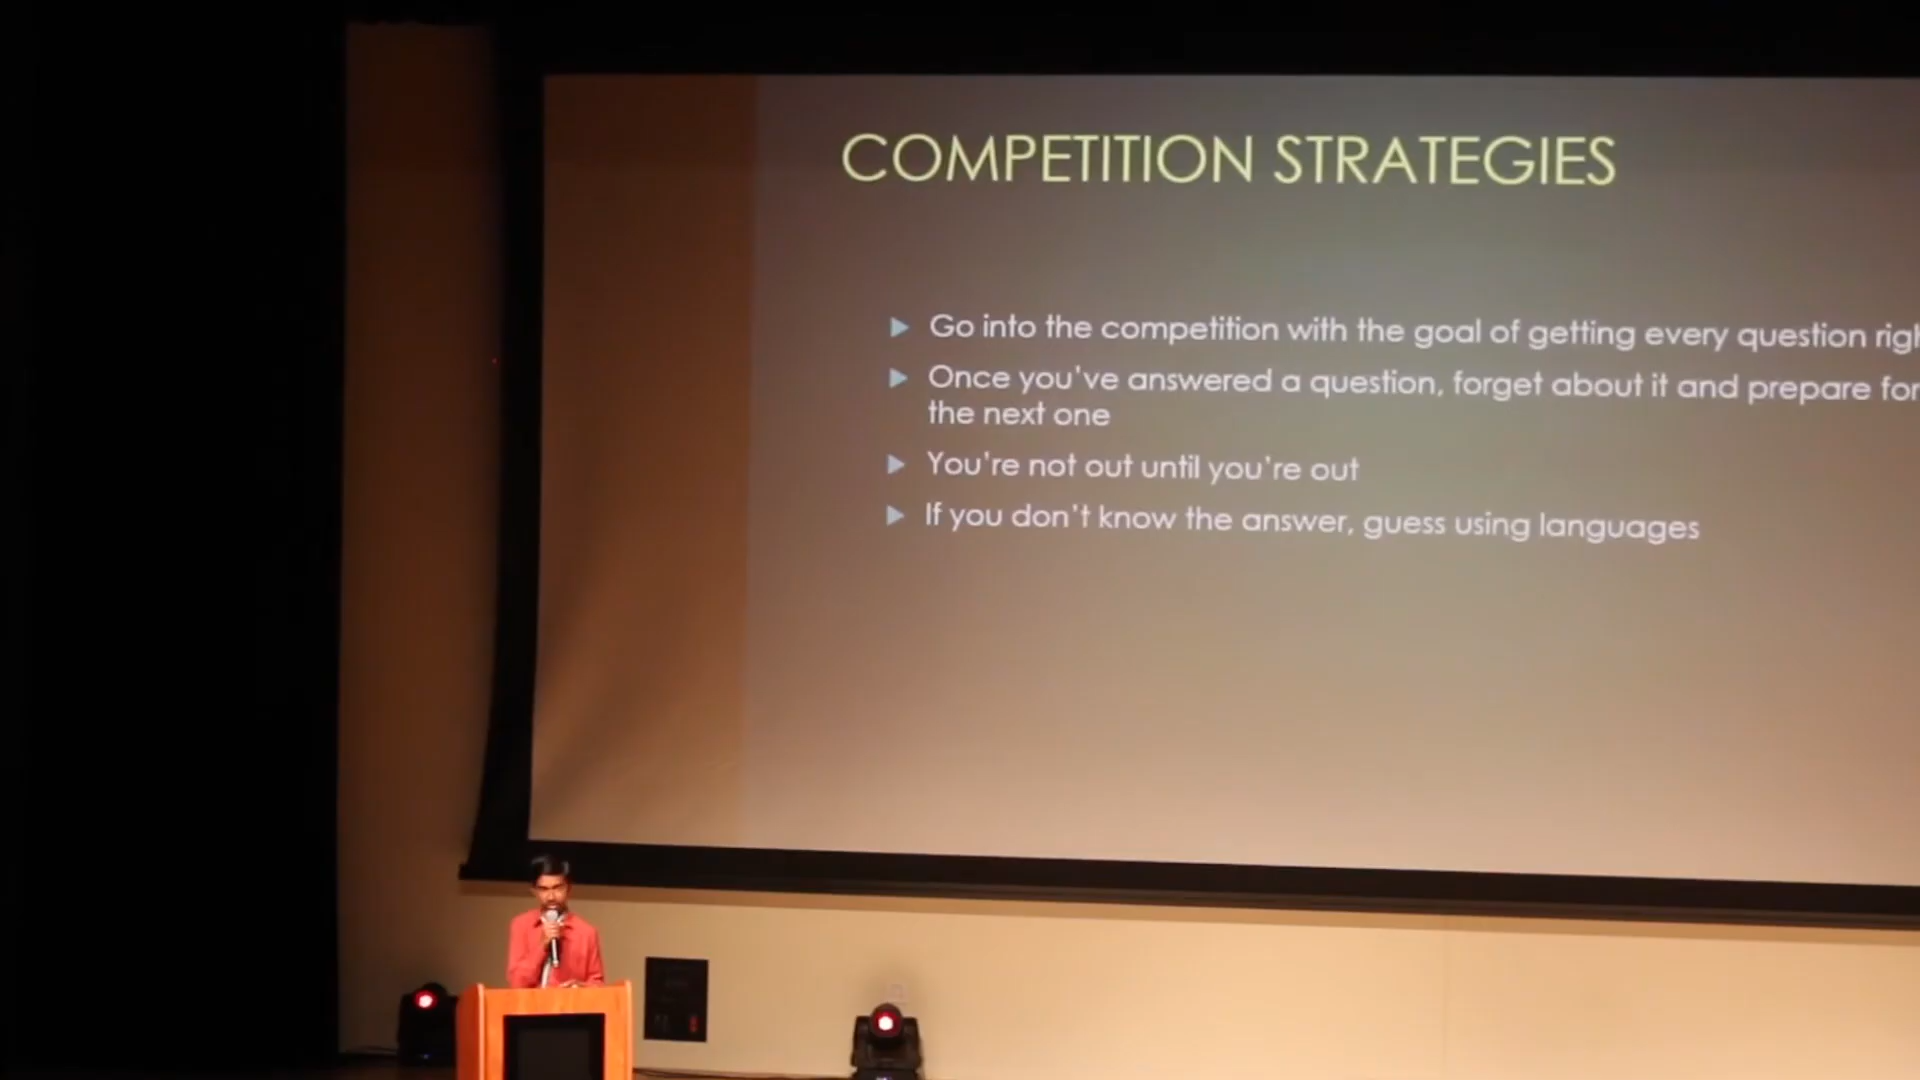 COMPETITION STRATEGIES
Go into the competition with the goal of getting every question
Once you've answered a question, forget about it and prepare for
the next one
You're not out until you're out
If you don't know the answer, guess using languages